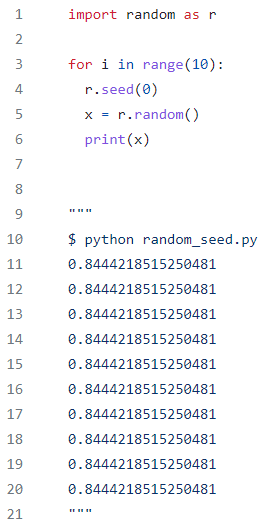 1 import random as r
2
3 for i in range(10):
4   r.seed(0)
5   x = r.random()
6   print(x)
7
8
9 """
10 $ python random_seed.py
11 0.8444218515250481
12 0.8444218515250481
13 0.8444218515250481
14 0.8444218515250481
15 0.8444218515250481
16 0.8444218515250481
17 0.8444218515250481
18 0.8444218515250481
19 0.8444218515250481
20 0.8444218515250481
21 """